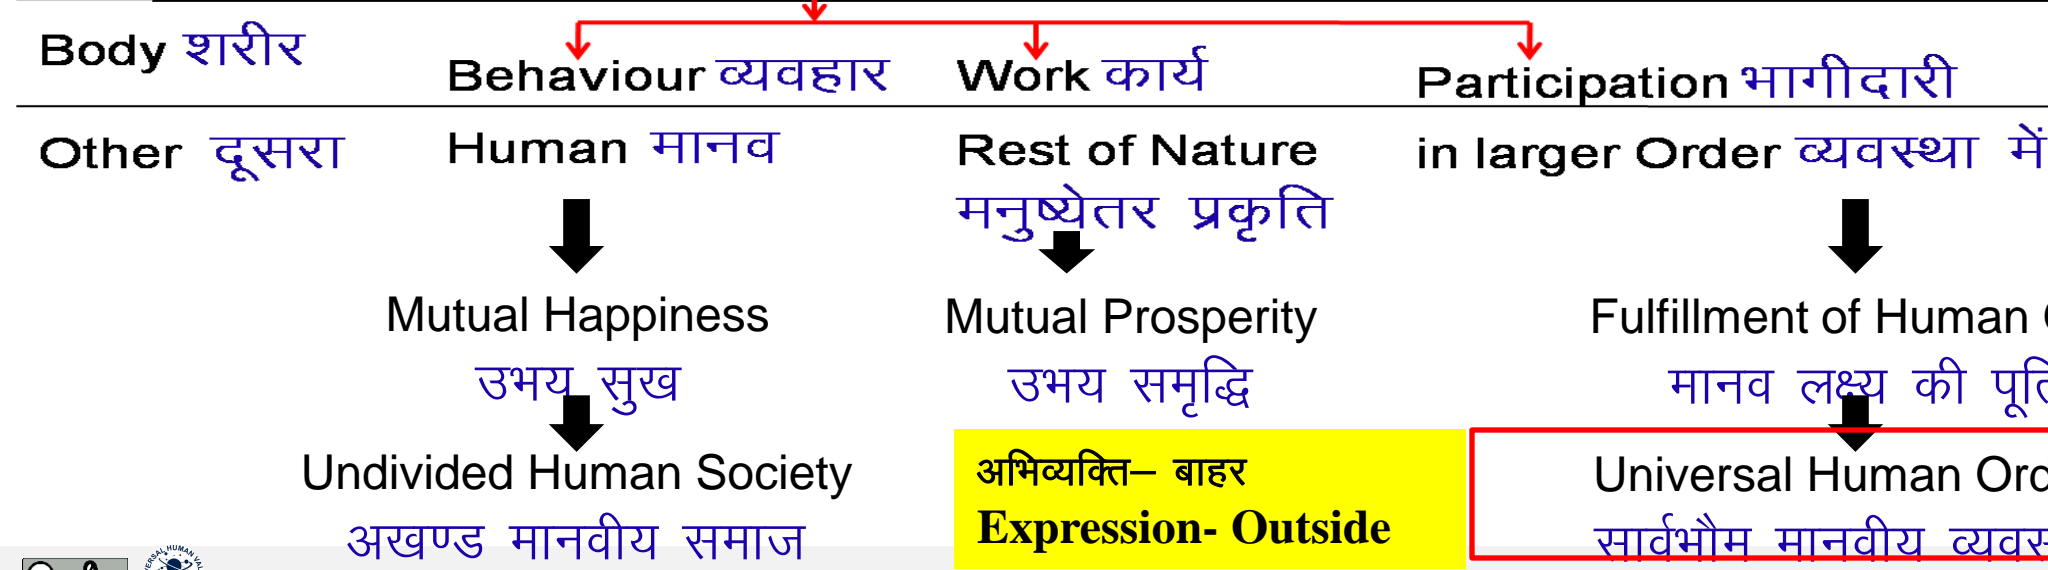 Body शरीर
Behaviour व्यवहार Work कार्य Participation भागीदारी
Other दूसरा Human मानव Rest of Nature in larger Order व्यवस्था में
मनुष्येतर प्रकृति
Mutual Happiness Mutual Prosperity Fulfillment of Human
उभय सुख उभय समृद्धि मानव लक्ष्य की
अभिव्यक्ति– बाहर
Undivided Human Society Universal Human
Expression- Outside
अखण्ड मानवीय समाज सार्वभौम मानवीय